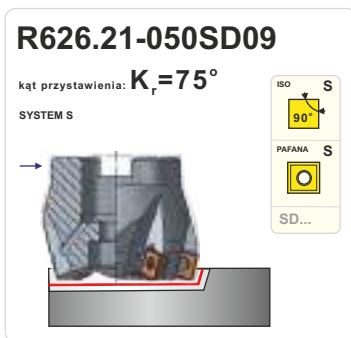 R626.21-050SD09
kąt przystawienia: Kr=75°
SYSTEM S
ISO S
90°
PAFANA S
SD...